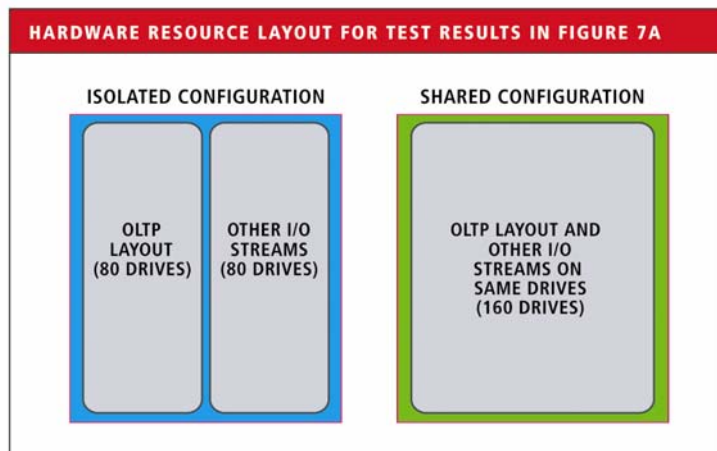 HARDWARE RESOURCE LAYOUT FOR TEST RESULTS IN FIGURE 7A
ISOLATED CONFIGURATION
OLTP
LAYOUT
(80 DRIVES)
OTHER I/O
STREAMS
(80 DRIVES)
SHARED CONFIGURATION
OLTP LAYOUT AND
OTHER I/O
STREAMS ON
SAME DRIVES
(160 DRIVES)